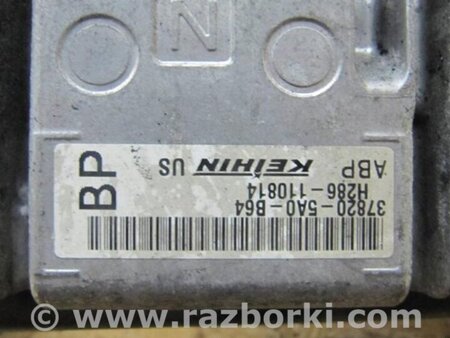 N
ABP KEIHIN US
H286-110814
37820-5A0-B64
BP
www.razborki.com